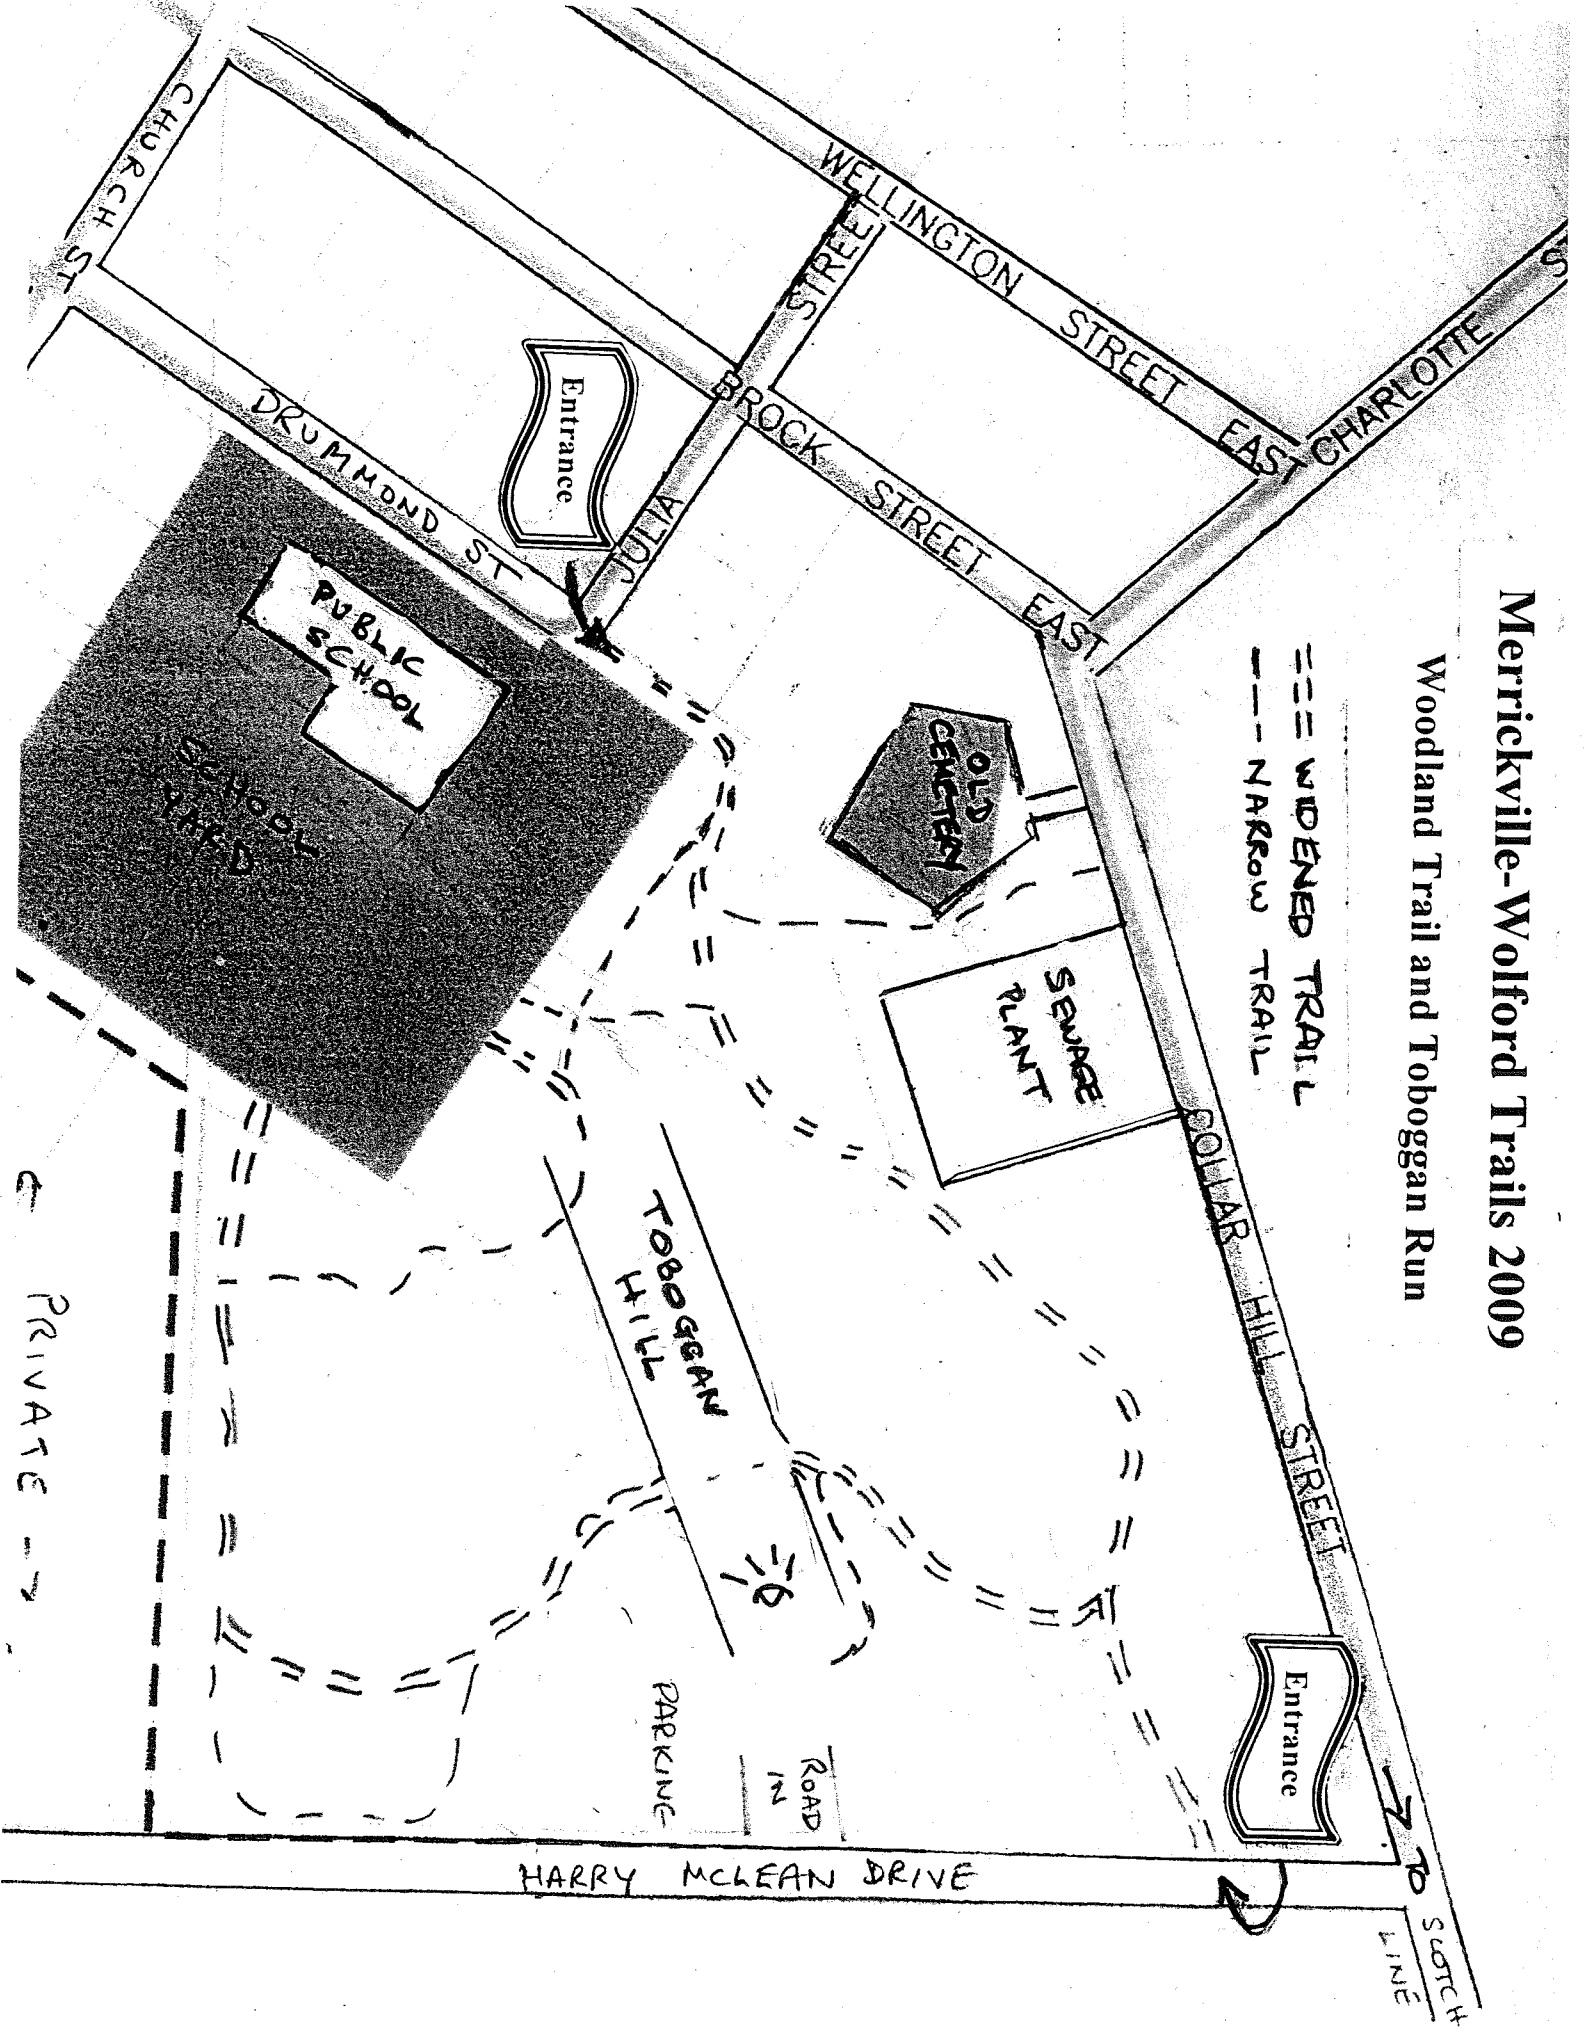 Merrickville-Wolford Trails 2009
Woodland Trail and Toboggan Run
=== WIDENED TRAIL
--- NARROW TRAIL
CHARLOTTE S
WELLINGTON STREET EAST
BROCK STREET EAST
JULIA STREE
CHURCH ST
DRUMMOND ST
Entrance
PUBLIC
SCHOOL
SCHOOL
YARD
OLD
CEMETERY
SEWAGE
PLANT
COLLAR HILL STREET
TOBOGGAN
HILL
Entrance
→ TO SCOTCH
LINE
ROAD
IN
PARKING
HARRY MCLEAN DRIVE
← PRIVATE →